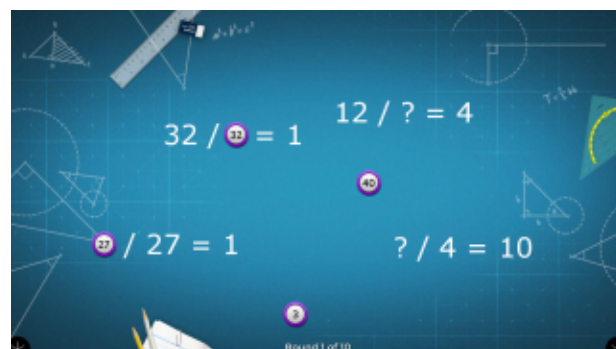 32 / 32 = 1
12 / ? = 4
40
27 / 27 = 1
? / 4 = 10
3
Round 1 of 10